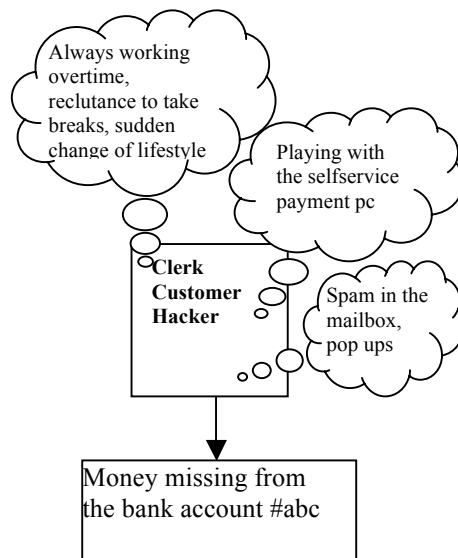 Always working
overtime,
reclutance to take
breaks, sudden
change of lifestyle
Playing with
the selfservice
payment pc
Clerk
Customer
Hacker
Spam in the
mailbox,
pop ups
Money missing from
the bank account #abc